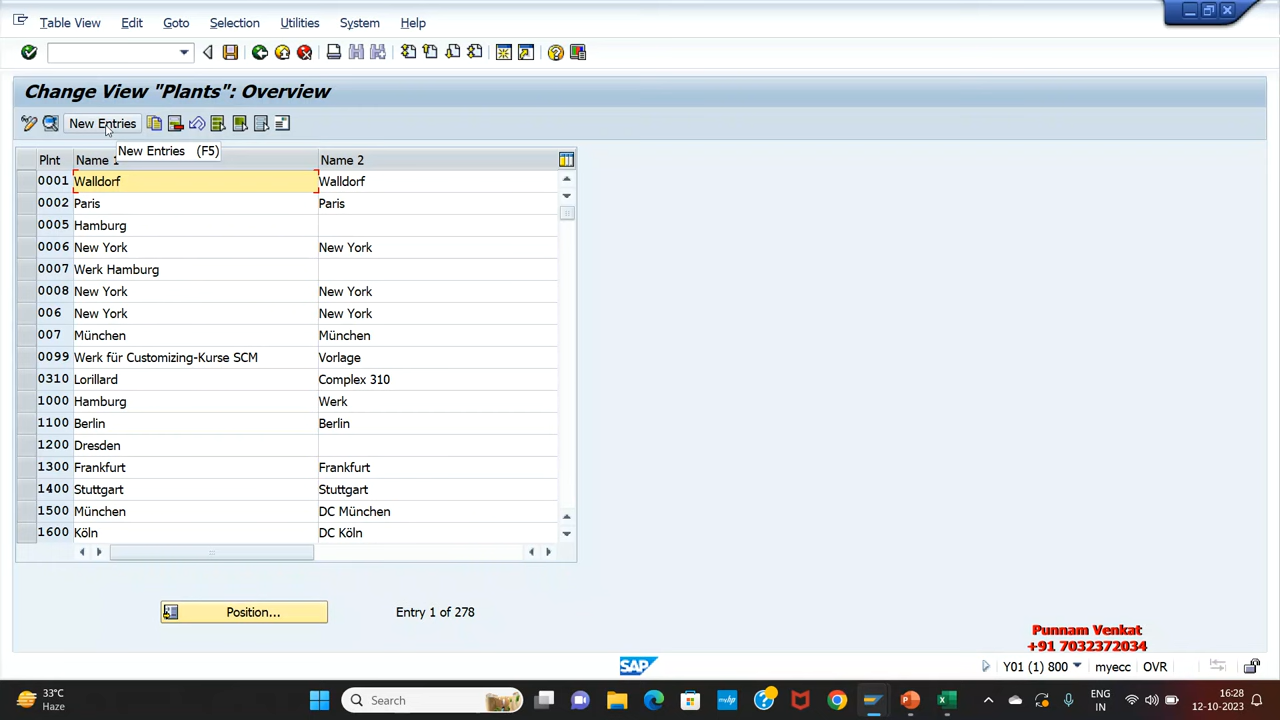 Table View Edit Goto Selection Utilities System Help
Change View "Plants": Overview
New Entries
New Entries (F5)
Plnt Name 1 Name 2
0001 Walldorf Walldorf
0002 Paris Paris
0005 Hamburg
0006 New York New York
0007 Werk Hamburg
0008 New York New York
006 New York New York
007 München München
0099 Werk für Customizing-Kurse SCM Vorlage
0310 Lorillard Complex 310
1000 Hamburg Werk
1100 Berlin Berlin
1200 Dresden
1300 Frankfurt Frankfurt
1400 Stuttgart Stuttgart
1500 München DC München
1600 Köln DC Köln
Position... Entry 1 of 278
Punnam Venkat
+91 7032372034
SAP Y01 (1) 800 myecc OVR
33°C
Haze
Search
ENG
IN
16:28
12-10-2023